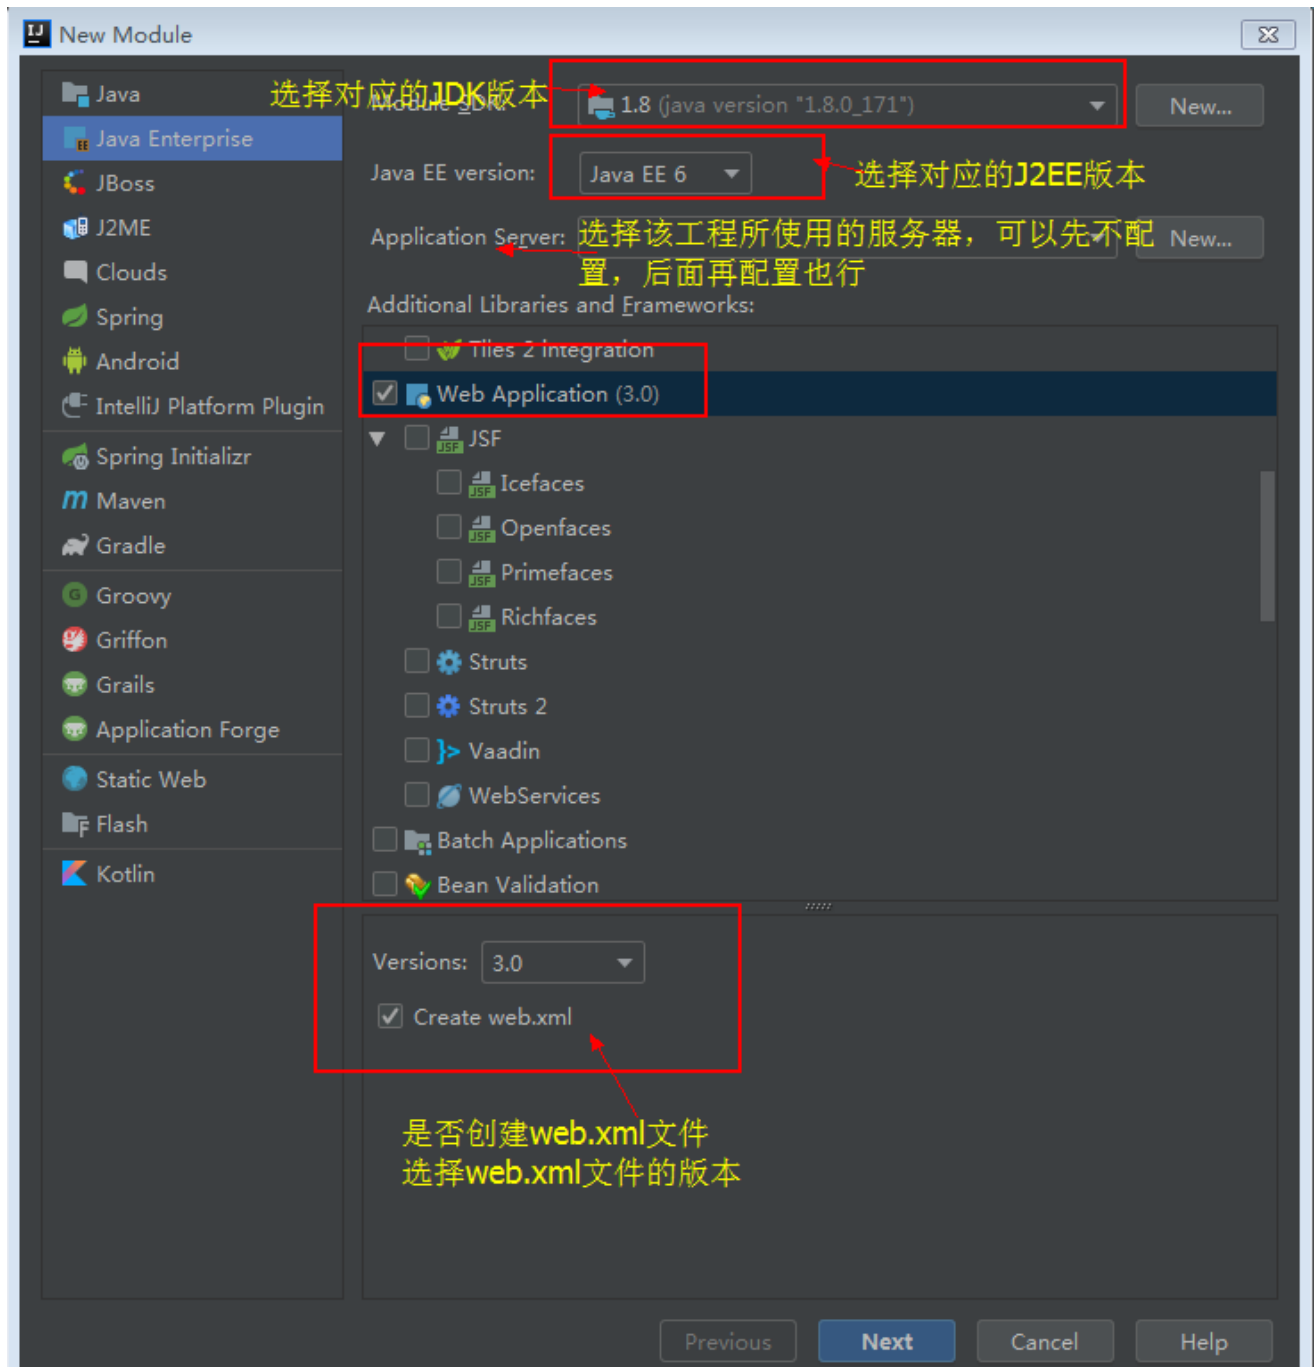 New Module
Java
Java Enterprise
JBoss
J2ME
Clouds
Spring
Android
IntelliJ Platform Plugin
Spring Initializr
Maven
Gradle
Groovy
Griffon
Grails
Application Forge
Static Web
Flash
Kotlin
选择对应的JDK版本
Module SDK:
1.8 (java version "1.8.0_171")
New...
Java EE version:
Java EE 6
选择对应的J2EE版本
Application Server:
选择该工程所使用的服务器，可以先不配
置，后面再配置也行
New...
Additional Libraries and Frameworks:
Tiles 2 integration
Web Application (3.0)
JSF
JSF Icefaces
JSF Openfaces
JSF Primefaces
JSF Richfaces
Struts
Struts 2
Vaadin
WebServices
Batch Applications
Bean Validation
Versions: 3.0
Create web.xml
是否创建web.xml文件
选择web.xml文件的版本
Previous
Next
Cancel
Help